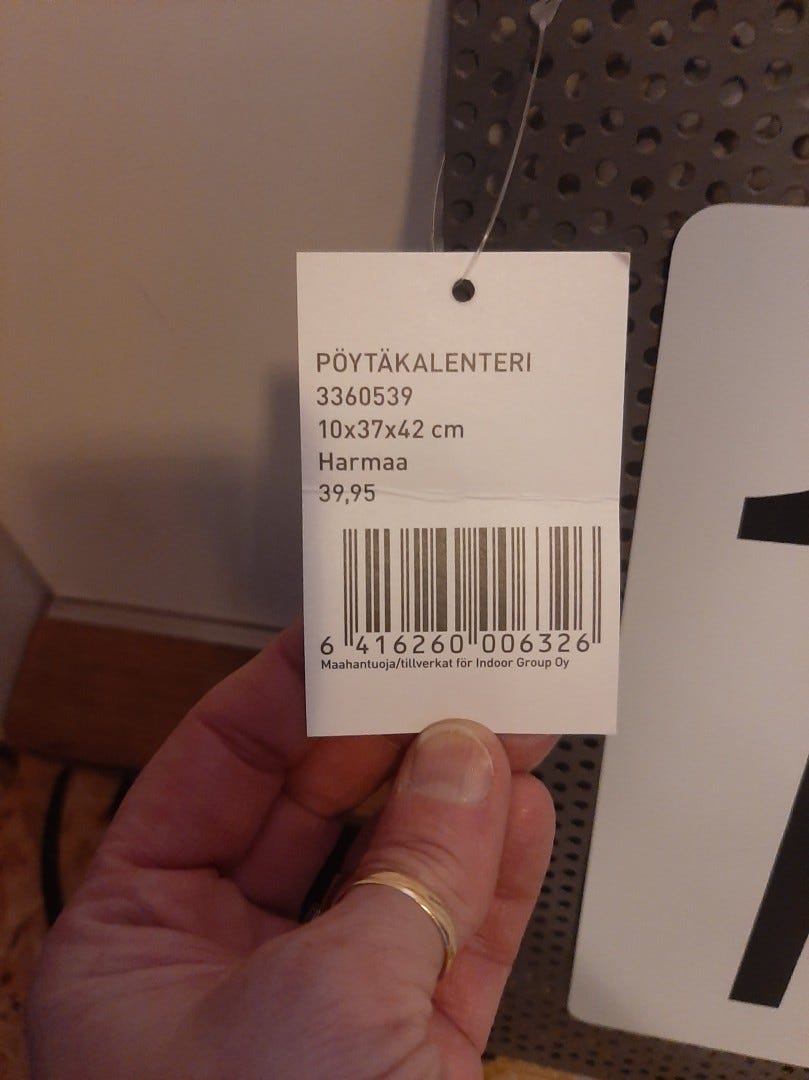 PÖYTÄKALENTERI
3360539
10x37x42 cm
Harmaa
39,95
6 416260 006326
Maahantuoja/tillverkat för Indoor Group Oy